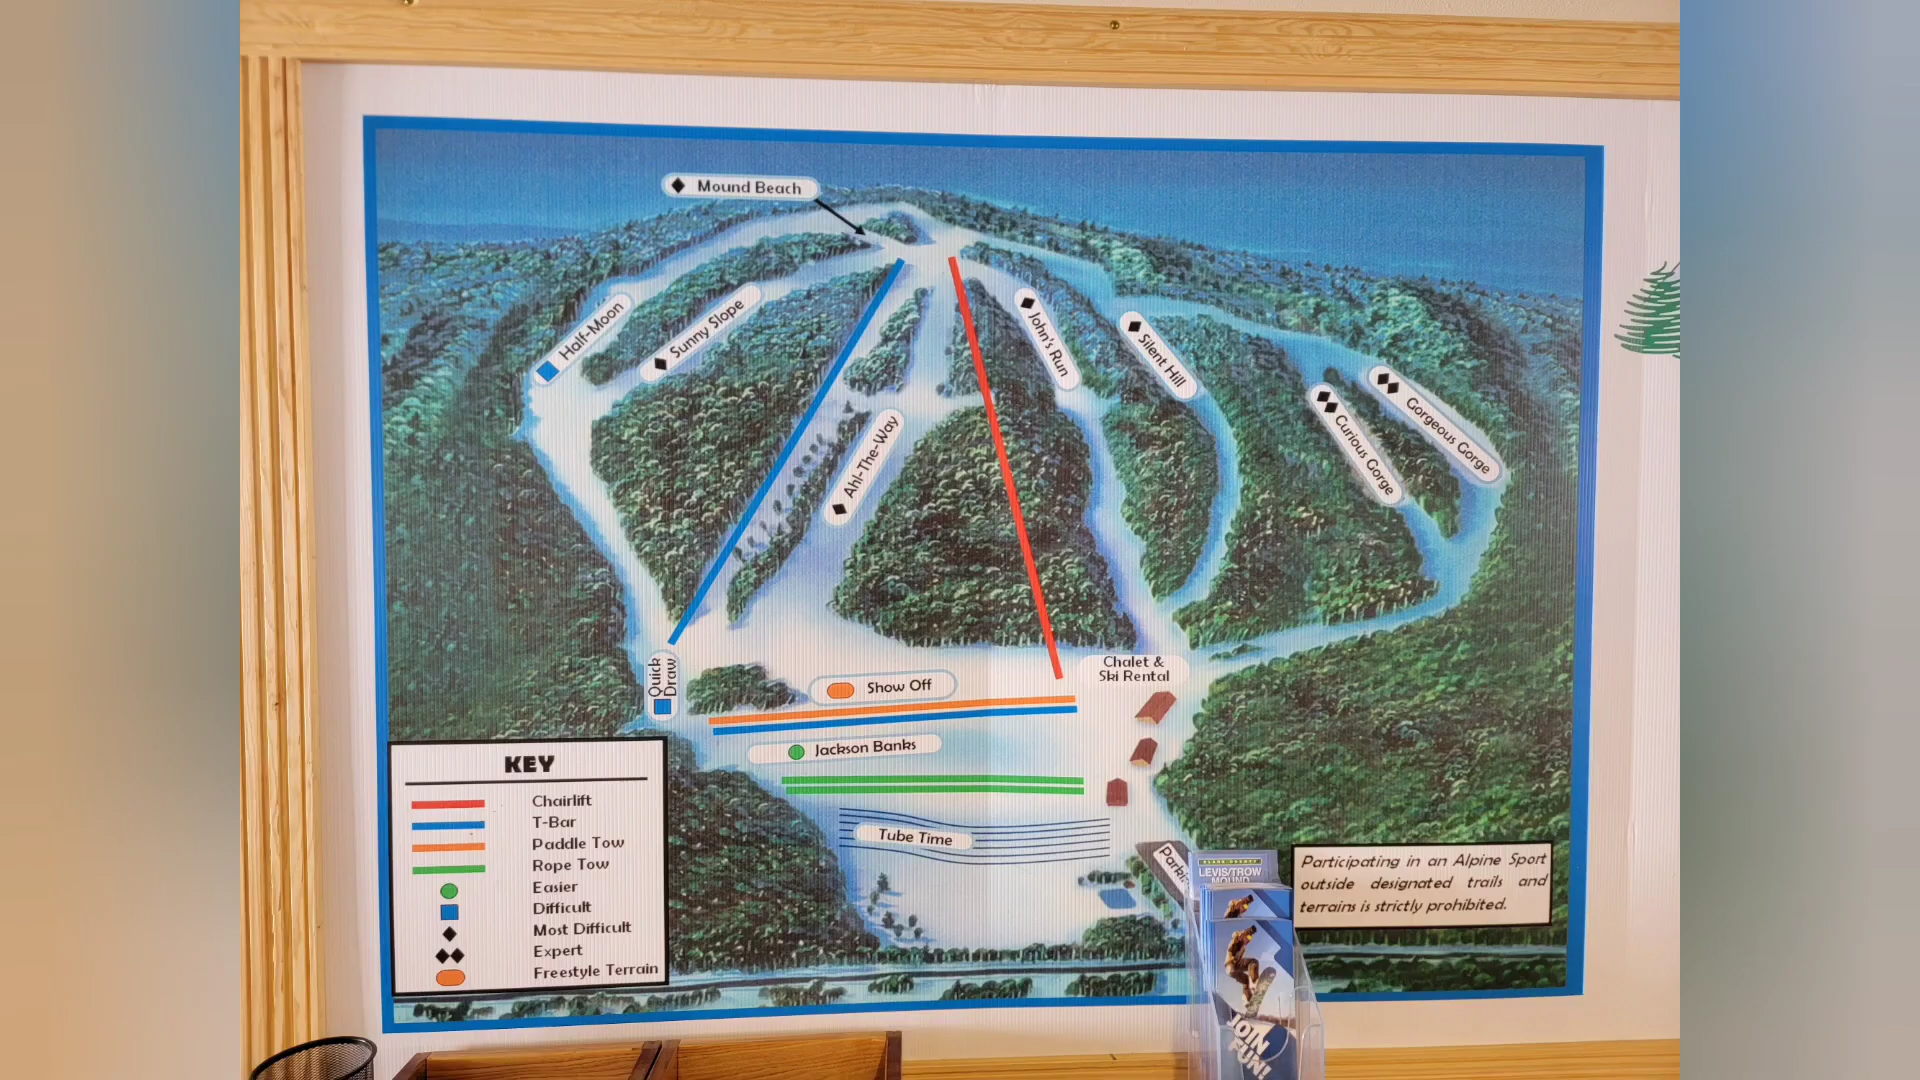 Mound Beach
Half-Moon
Sunny Slope
John's Run
Silent Hill
Gorgeous Gorge
Curious Gorge
Ahl-The-Way
Quick
Draw
Show Off
Chalet &
Ski Rental
Jackson Banks
Tube Time
KEY
Chairlift
T-Bar
Paddle Tow
Rope Tow
Easier
Difficult
Most Difficult
Expert
Freestyle Terrain
LEVIS/TROW
MOUND
JOIN
FUN!
Participating in an Alpine Sport
outside designated trails and
terrains is strictly prohibited.